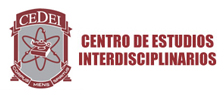 CEDEI
CENTRO DE ESTUDIOS
INTERDISCIPLINARIOS